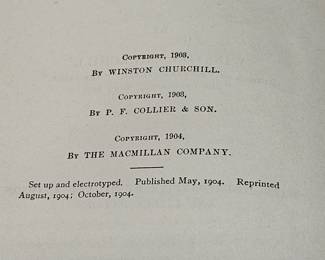 Copyright, 1903,
By WINSTON CHURCHILL.
Copyright, 1903,
By P. F. COLLIER & SON.
Copyright, 1904,
By THE MACMILLAN COMPANY.
Set up and electrotyped. Published May, 1904. Reprinted
August, 1904; October, 1904.